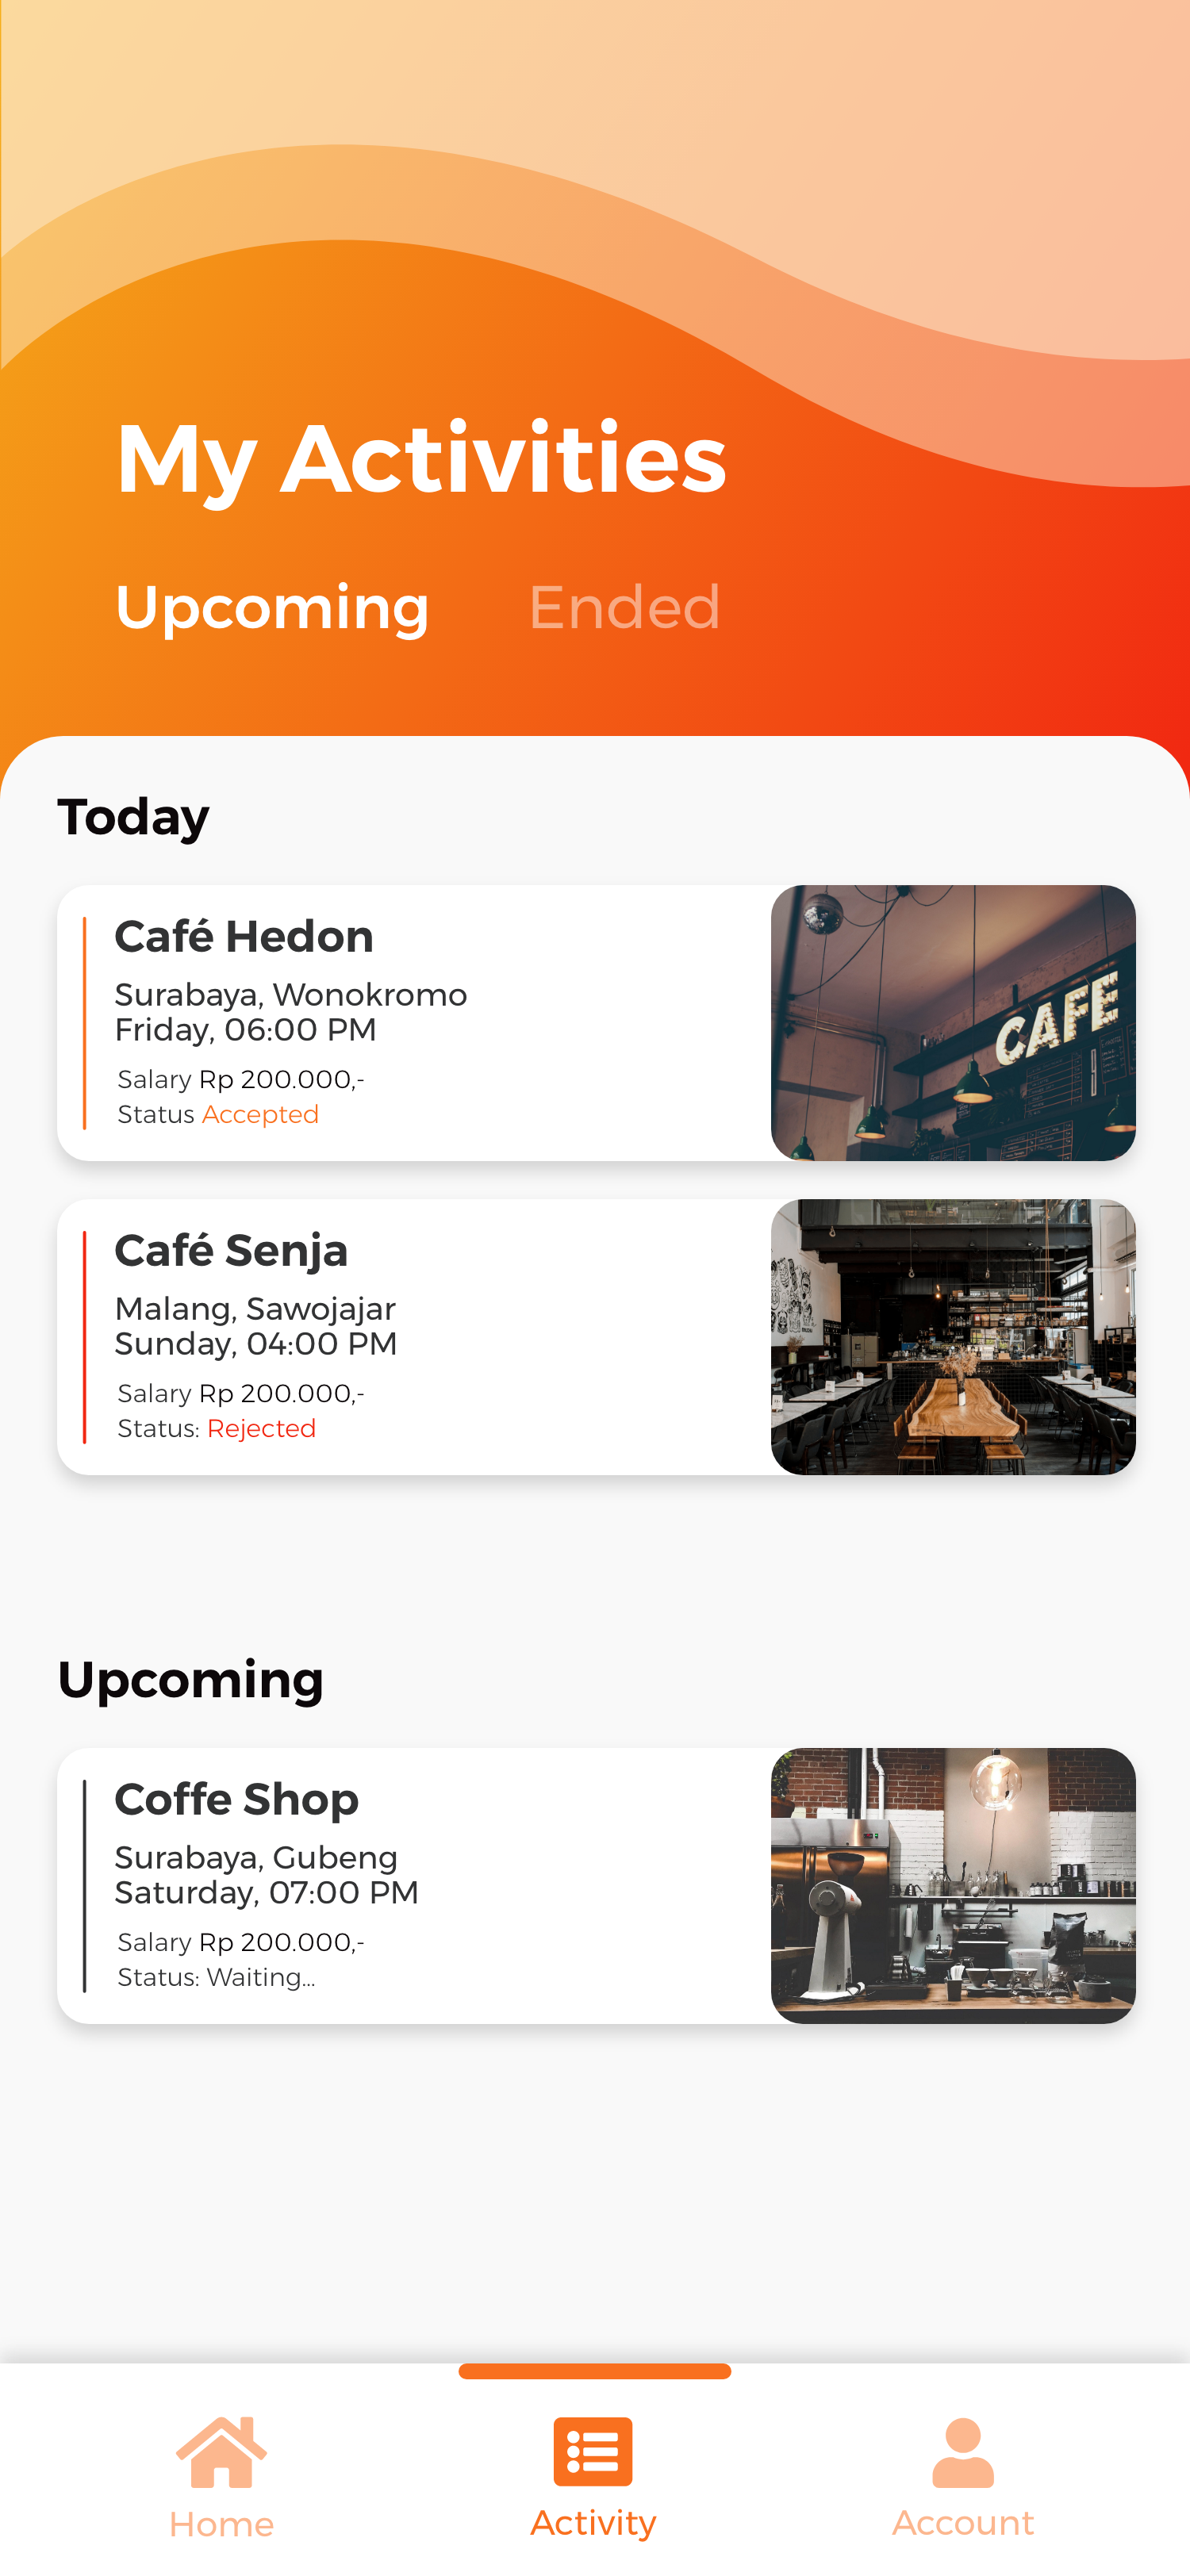 My Activities
Upcoming Ended
Today
Café Hedon
Surabaya, Wonokromo
Friday, 06:00 PM
Salary Rp 200.000,-
Status Accepted
CAFE
Café Senja
Malang, Sawojajar
Sunday, 04:00 PM
Salary Rp 200.000,-
Status: Rejected
Upcoming
Coffe Shop
Surabaya, Gubeng
Saturday, 07:00 PM
Salary Rp 200.000,-
Status: Waiting...
Home Activity Account